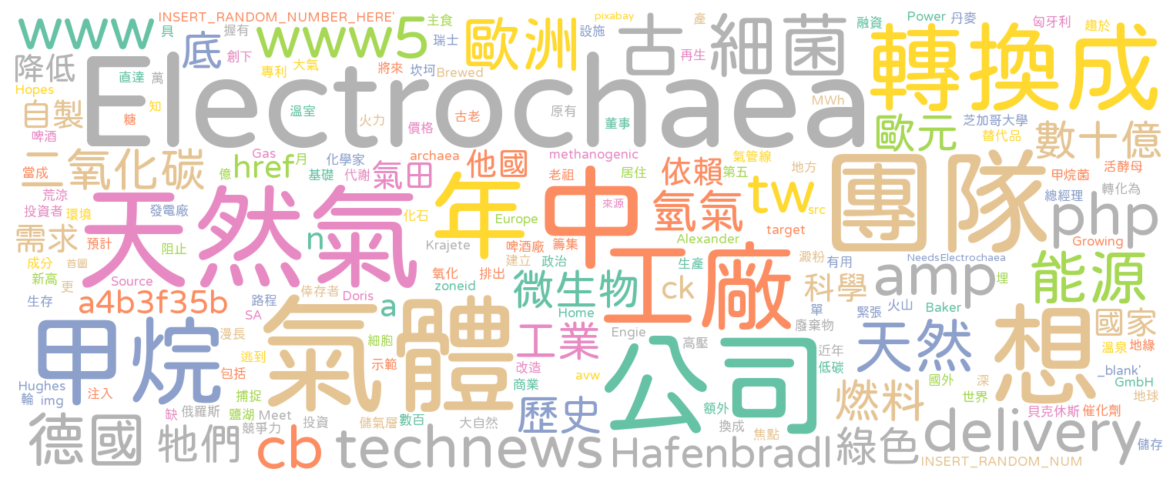 www
INSERT_RANDOM_NUMBER_HERE'
具
握有
主食
瑞士
pixabay
產
融資
Power
丹麥
匈牙利
趨於
底
www5
歐洲
設施
古
細菌
再生
轉換成
降低
直達
萬
創下
專利
大氣
將來
坎坷
Brewed
Hopes
自製
知
啤酒
糖
Electrochaea
溫室
火力
價格
古老
原有
董事
MWh
歐元
芝加哥大學
替代品
數十億
二氧化碳
當成
億
Gas
href
月
化學家
基礎
代謝
氣田
archaea
他國
methanogenic
老祖
居住
依賴
氣管線
第五
地方
甲烷菌
活酵母
轉化為
荒涼
投資者
環境
發電廠
天然氣
年
中
來源
氫氣
tw
src
團隊
總經理
php
需求
預計
阻止
n
化石
Europe
Krajete
啤酒廠
籌集
建立
政治
Alexander
target
Growing
成分
新高
首圖
更
Source
氧化
排出
zoneid
微生物
生產
工廠
澱粉
有用
科學
NeedsElectrochaea
amp
埋
能源
生存
路程
SA
倖存者
Doris
a4b3f35b
a
ck
單
緊張
火山
Baker
廢棄物
甲烷
漫長
逃到
包括
氣體
細胞
示範
工業
Home
Engie
改造
商業
avw
公司
高壓
近年
低碳
天然
想
國家
溫泉
地緣
_blank'
GmbH
國外
深
世界
地球
Hughes
輪
img
注入
捕捉
缺
俄羅斯
鹽湖
Meet
競爭力
投資
儲氣層
數百
歷史
大自然
額外
換成
焦點
燃料
貝克休斯
催化劑
德國
牠們
cb
technews
Hafenbradl
綠色
delivery
儲存
INSERT_RANDOM_NUM